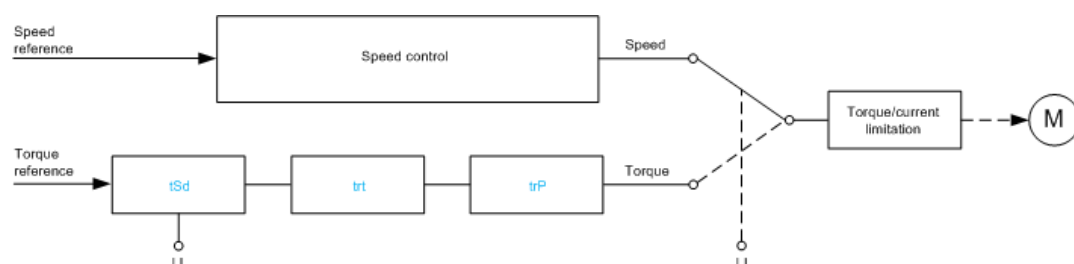 Speed
reference
Speed control
Speed
Torque/current
limitation
M
Torque
reference
tSd
trt
trP
Torque